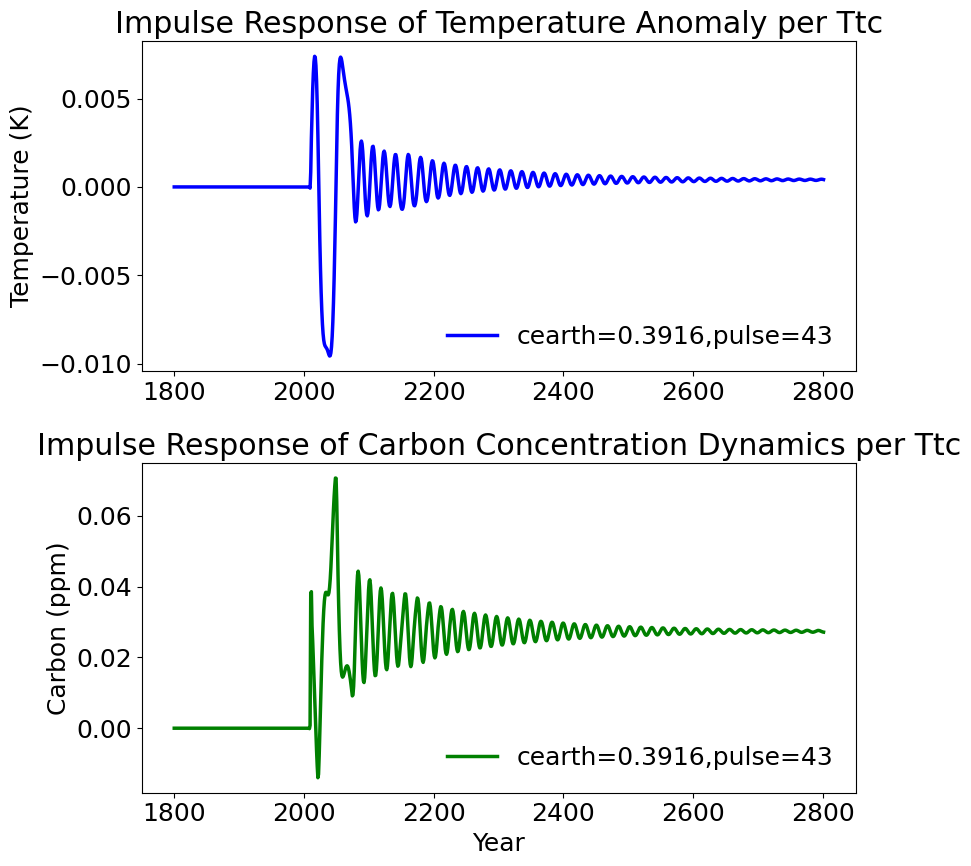 Impulse Response of Temperature Anomaly per Ttc
Temperature (K)
0.005
0.000
−0.005
−0.010
cearth=0.3916,pulse=43
1800 2000 2200 2400 2600 2800
Impulse Response of Carbon Concentration Dynamics per Ttc
Carbon (ppm)
0.06
0.04
0.02
0.00
cearth=0.3916,pulse=43
1800 2000 2200 2400 2600 2800
Year